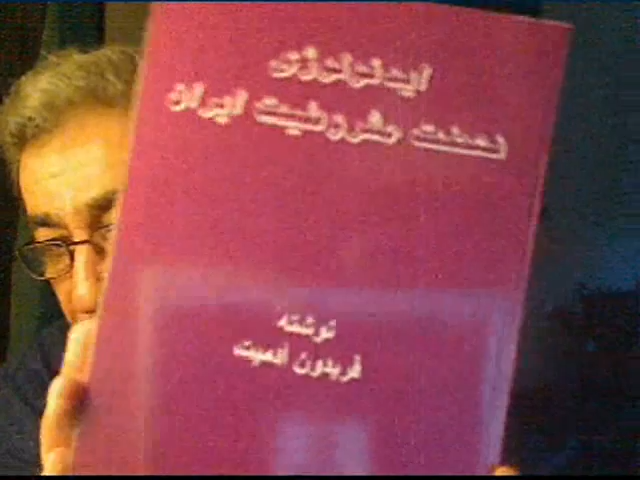 ایدئولوژی
نهضت مشروطیت ایران
نوشته
فریدون آدمیت